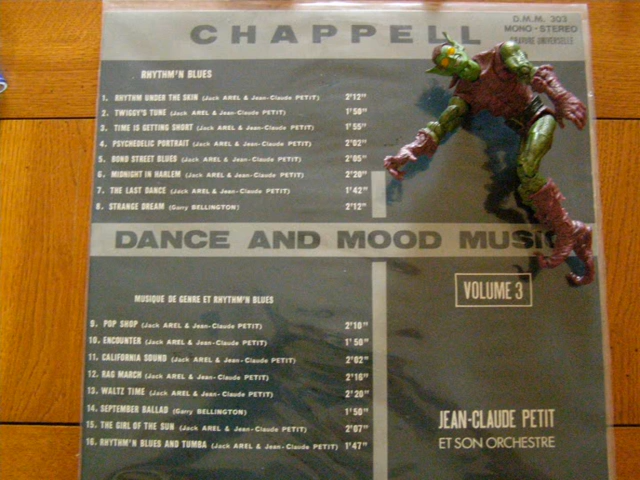 CHAPPELL
D.M.M. 303
MONO-STEREO
GRAVURE UNIVERSELLE
RHYTHM'N BLUES
1. RHYTHM UNDER THE SKIN (Jack AREL & Jean-Claude PETIT) 2'12"
2. TWIGGY'S TUNE (Jack AREL & Jean-Claude PETIT) 1'50"
3. TIME IS GETTING SHORT (Jack AREL & Jean-Claude PETIT) 1'55"
4. PSYCHEDELIC PORTRAIT (Jack AREL & Jean-Claude PETIT) 2'02"
5. BOND STREET BLUES (Jack AREL & Jean-Claude PETIT) 2'05"
6. MIDNIGHT IN HARLEM (Jack AREL & Jean-Claude PETIT) 2'20"
7. THE LAST DANCE (Jack AREL & Jean-Claude PETIT) 1'42"
8. STRANGE DREAM (Garry BELLINGTON) 2'12"
DANCE AND MOOD MUSIC
VOLUME 3
MUSIQUE DE GENRE ET RHYTHM'N BLUES
9. POP SHOP (Jack AREL & Jean-Claude PETIT) 2'10"
10. ENCOUNTER (Jack AREL & Jean-Claude PETIT) 1'50"
11. CALIFORNIA SOUND (Jack AREL & Jean-Claude PETIT) 2'02"
12. RAG MARCH (Jack AREL & Jean-Claude PETIT) 2'16"
13. WALTZ TIME (Jack AREL & Jean-Claude PETIT) 2'20"
14. SEPTEMBER BALLAD (Garry BELLINGTON) 1'50"
15. THE GIRL OF THE SUN (Jack AREL & Jean-Claude PETIT) 2'07"
16. RHYTHM'N BLUES AND TUMBA (Jack AREL & Jean-Claude PETIT) 1'47"
JEAN-CLAUDE PETIT
ET SON ORCHESTRE